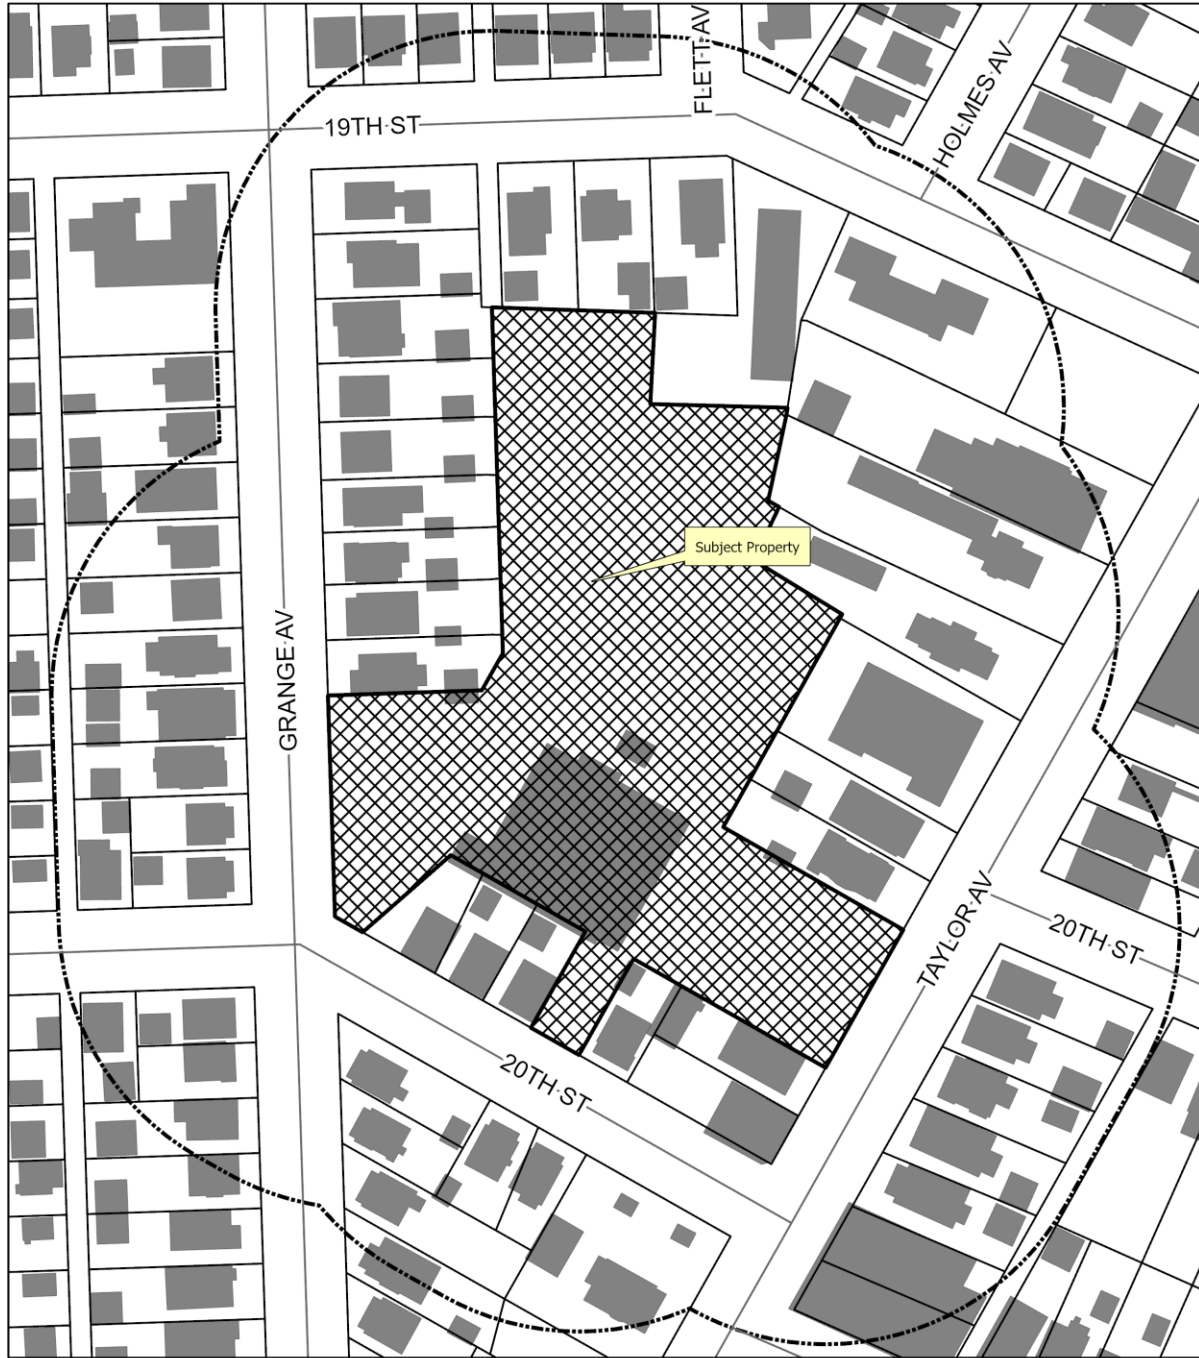 FLETT AV
HOLMES AV
19TH ST
Subject Property
GRANGE AV
TAYLOR AV
20TH ST
20TH ST